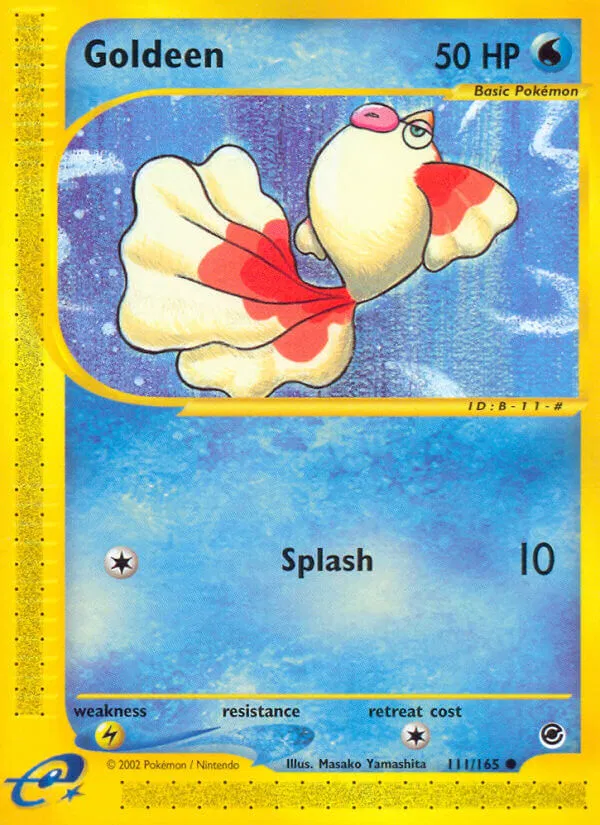 Goldeen 50 HP
Basic Pokémon
ID:B-11-#
Splash 10
weakness resistance retreat cost
© 2002 Pokémon / Nintendo Illus. Masako Yamashita 111/165
e